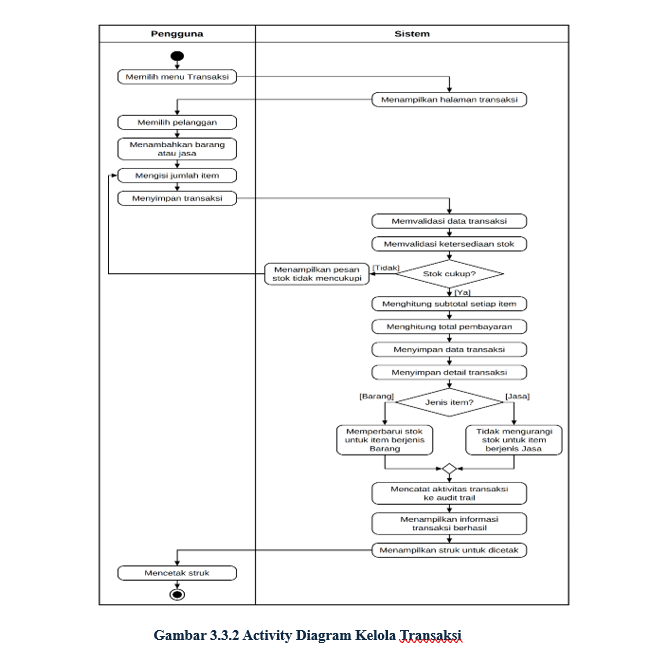 Pengguna
Sistem
Memilih menu Transaksi
Menampilkan halaman transaksi
Memilih pelanggan
Menambahkan barang
atau jasa
Mengisi jumlah item
Menyimpan transaksi
Memvalidasi data transaksi
Memvalidasi ketersediaan stok
Stok cukup?
[Tidak]
Menampilkan pesan
stok tidak mencukupi
[Ya]
Menghitung subtotal setiap item
Menghitung total pembayaran
Menyimpan data transaksi
Menyimpan detail transaksi
Jenis item?
[Barang]
[Jasa]
Memperbarui stok
untuk item berjenis
Barang
Tidak mengurangi
stok untuk item
berjenis Jasa
Mencatat aktivitas transaksi
ke audit trail
Menampilkan informasi
transaksi berhasil
Menampilkan struk untuk dicetak
Mencetak struk
Gambar 3.3.2 Activity Diagram Kelola Transaksi